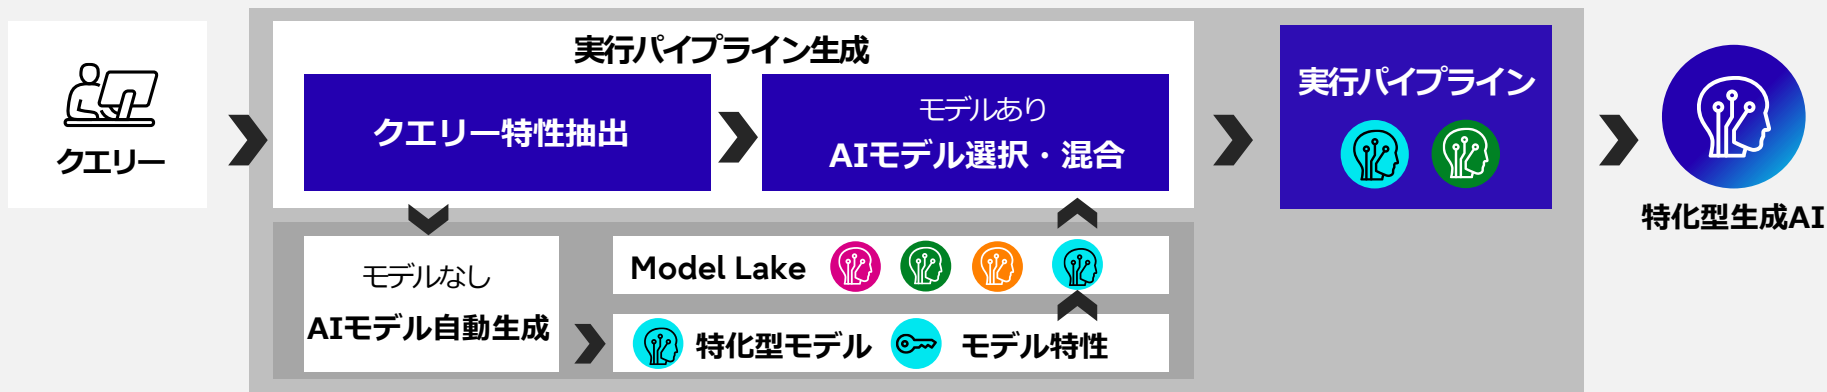 クエリー
実行パイプライン生成
クエリー特性抽出
モデルあり
AIモデル選択・混合
モデルなし
AIモデル自動生成
Model Lake
特化型モデル
モデル特性
実行パイプライン
特化型生成AI